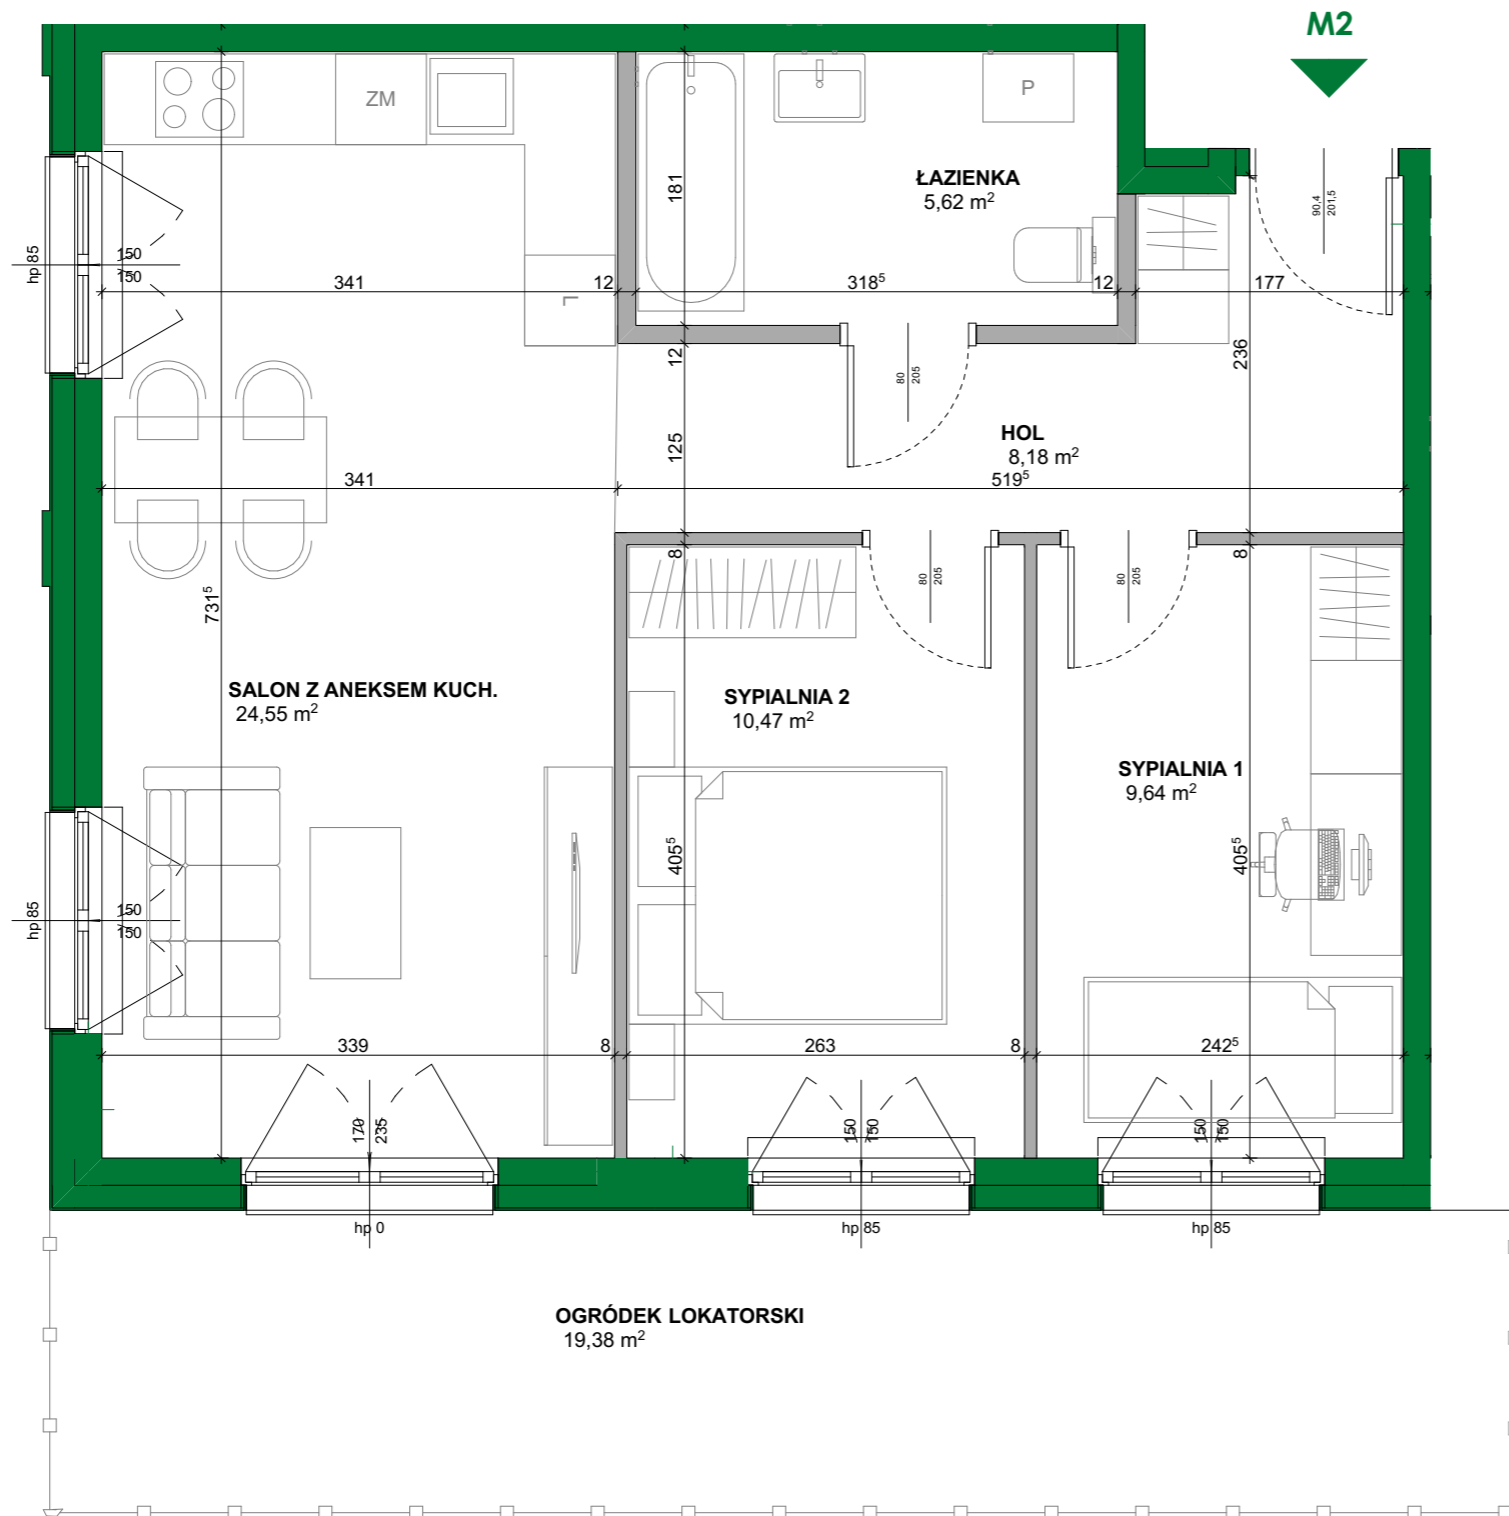 M2
ZM
P
ŁAZIENKA
5,62 m²
181
90,4
201,5
hp 85
150
150
341
12
318⁵
12
177
L
12
80
205
236
125
HOL
8,18 m²
341
519⁵
8
80
205
80
205
8
731⁵
SALON Z ANEKSEM KUCH.
24,55 m²
SYPIALNIA 2
10,47 m²
SYPIALNIA 1
9,64 m²
405⁵
405⁵
hp 85
150
150
339
8
263
8
242⁵
170
235
150
150
150
150
hp 0
hp 85
hp 85
OGRÓDEK LOKATORSKI
19,38 m²